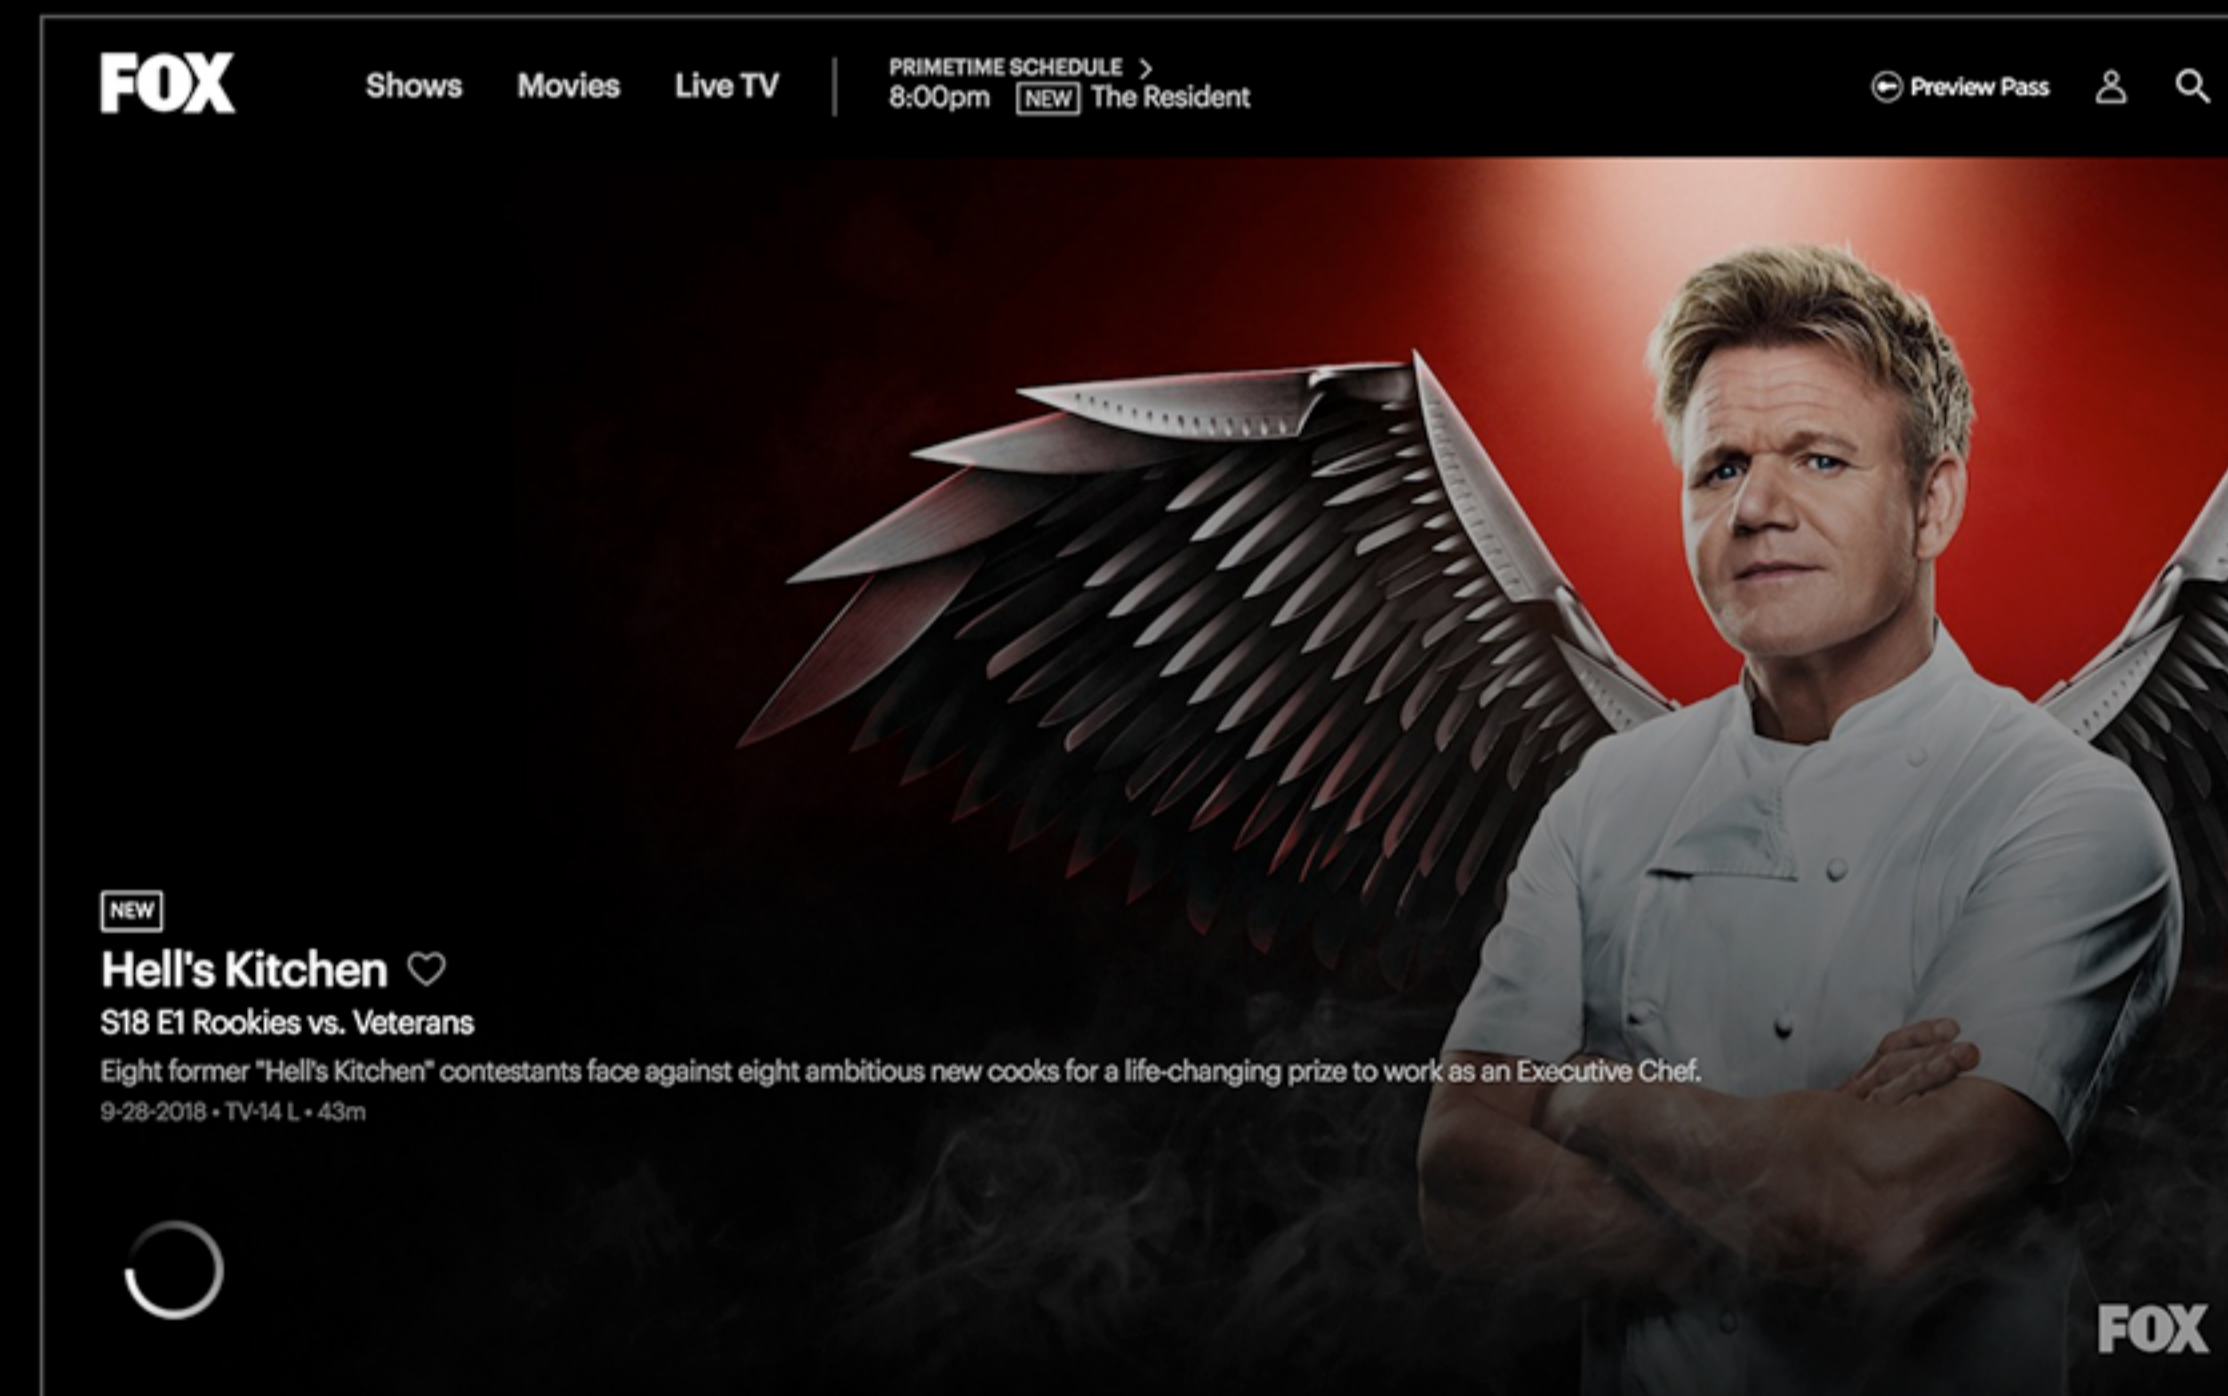 FOX
Shows Movies Live TV
PRIMETIME SCHEDULE
8:00pm NEW The Resident
Preview Pass
NEW
Hell's Kitchen
S18 E1 Rookies vs. Veterans
Eight former "Hell's Kitchen" contestants face against eight ambitious new cooks for a life-changing prize to work as an Executive Chef.
9-28-2018 • TV-14 L • 43m
FOX